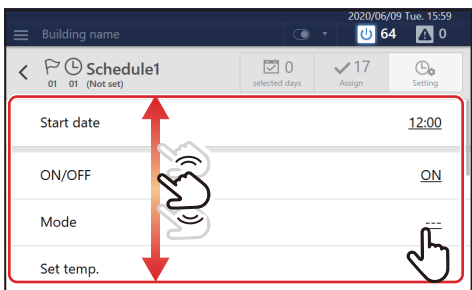 2020/06/09 Tue. 15:59
Building name
64
0
Schedule1
01 01 (Not set)
0
selected days
17
Assign
Setting
Start date
12:00
ON/OFF
ON
Mode
---
Set temp.